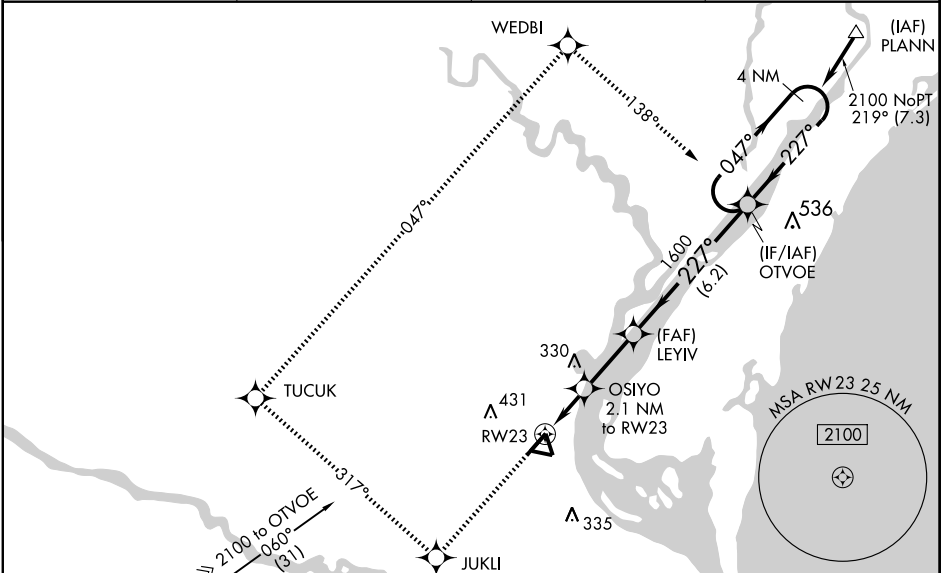 WEDBI
(IAF)
PLANN
4 NM
2100 NoPT
219° (7.3)
138°
047°
227°
047°
536
(IF/IAF)
OTVOE
1600
227°
(6.2)
(FAF)
LEYIV
330
TUCUK
OSIYO
2.1 NM
to RW23
431
RW23
MSA RW23 25 NM
2100
317°
335
2100 to OTVOE
060°
(31)
JUKLI